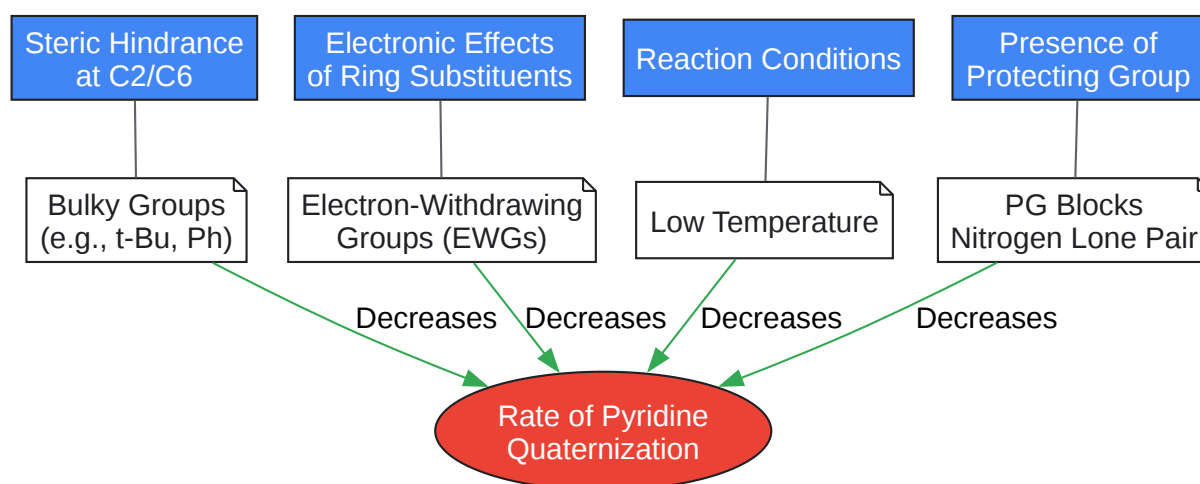 Steric Hindrance
at C2/C6
Electronic Effects
of Ring Substituents
Reaction Conditions
Presence of
Protecting Group
Bulky Groups
(e.g., t-Bu, Ph)
Electron-Withdrawing
Groups (EWGs)
Low Temperature
PG Blocks
Nitrogen Lone Pair
Decreases
Decreases
Decreases
Decreases
Rate of Pyridine
Quaternization